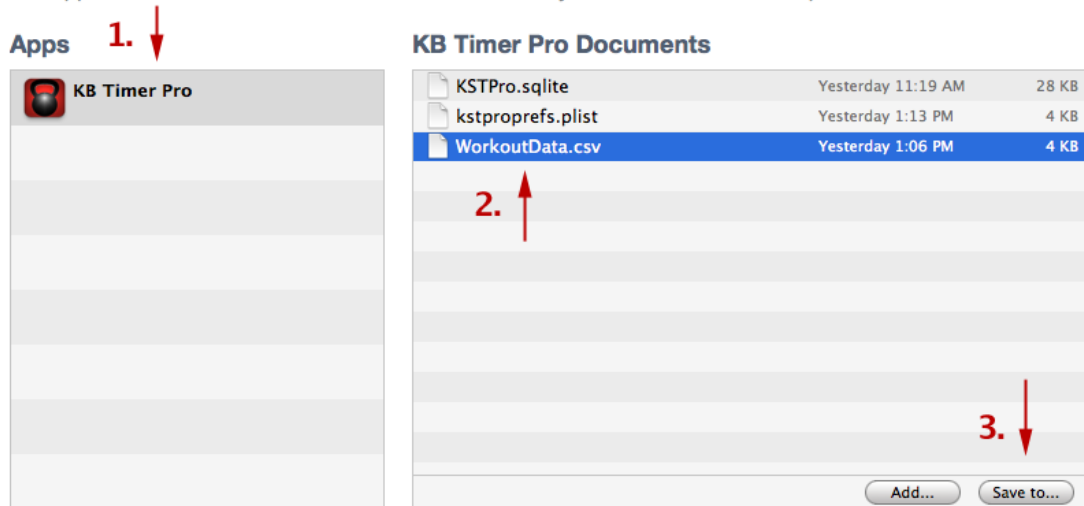 1.
Apps
KB Timer Pro
KB Timer Pro Documents
KSTPro.sqlite Yesterday 11:19 AM 28 KB
kstproprefs.plist Yesterday 1:13 PM 4 KB
WorkoutData.csv Yesterday 1:06 PM 4 KB
2.
3.
Add... Save to...